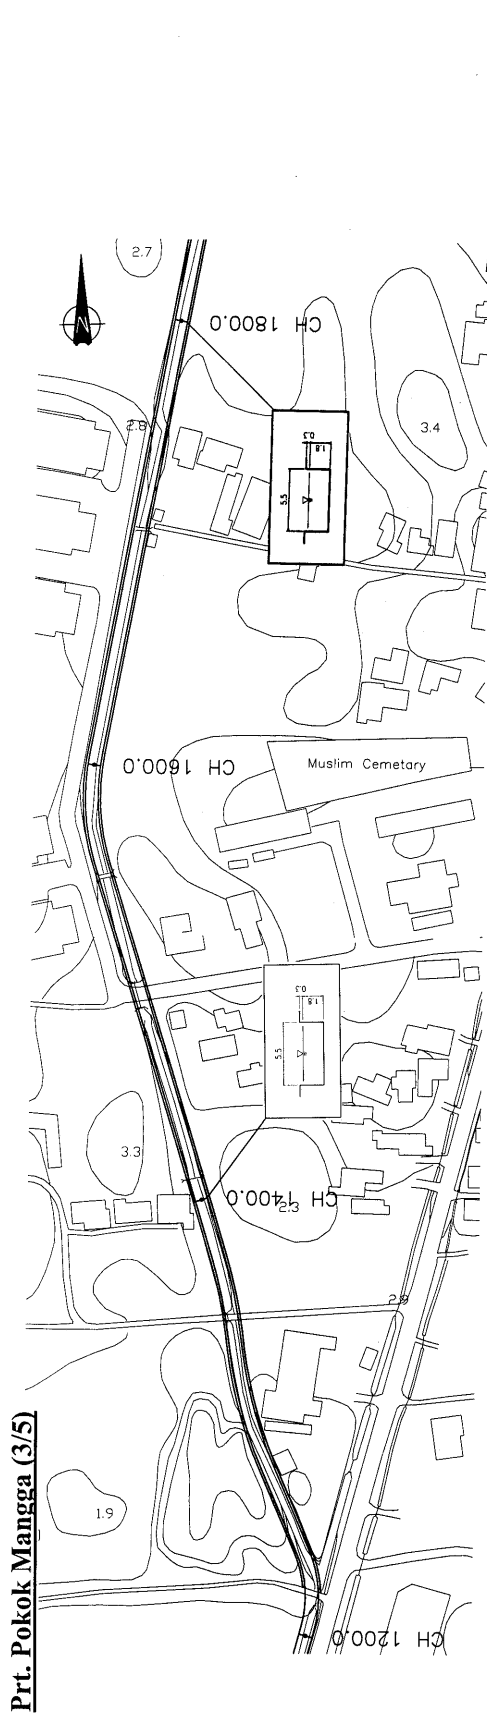 Prt. Pokok Mangga (3/5)
N
2.7
CH 1800.0
2.8
3.4
0.3
1.8
5.5
CH 1600.0
Muslim Cemetary
0.3
1.8
5.5
3.3
CH 1400.0
2.3
2.8
1.9
CH 1200.0